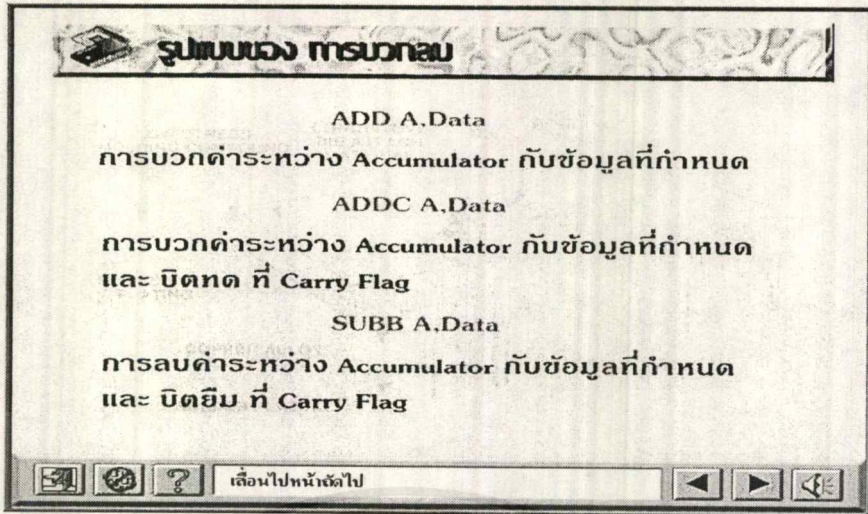 รูปแบบของ การบวกลบ
ADD A,Data
การบวกค่าระหว่าง Accumulator กับข้อมูลที่กำหนด
ADDC A,Data
การบวกค่าระหว่าง Accumulator กับข้อมูลที่กำหนด
และ บิตทด ที่ Carry Flag
SUBB A,Data
การลบค่าระหว่าง Accumulator กับข้อมูลที่กำหนด
และ บิตยืม ที่ Carry Flag
เลื่อนไปหน้าถัดไป